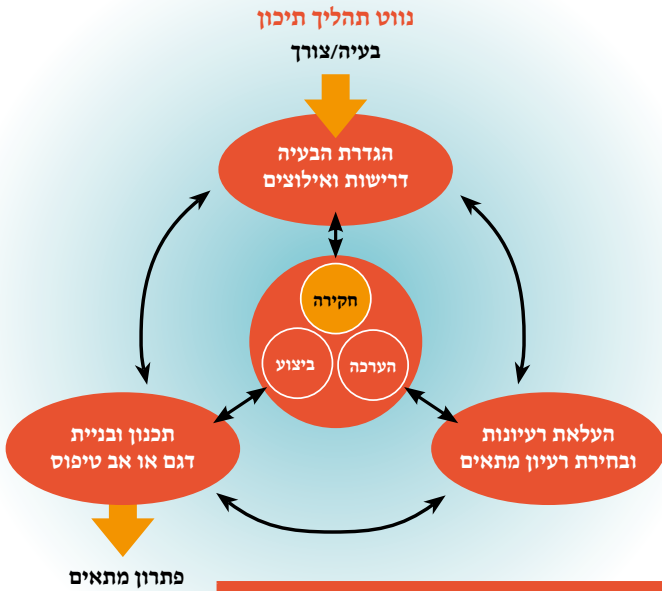 נווט תהליך תיכון
בעיה/צורך
הגדרת הבעיה
דרישות ואילוצים
חקירה
הערכה
ביצוע
העלאת רעיונות
ובחירת רעיון מתאים
תכנון ובניית
דגם או אב טיפוס
פתרון מתאים